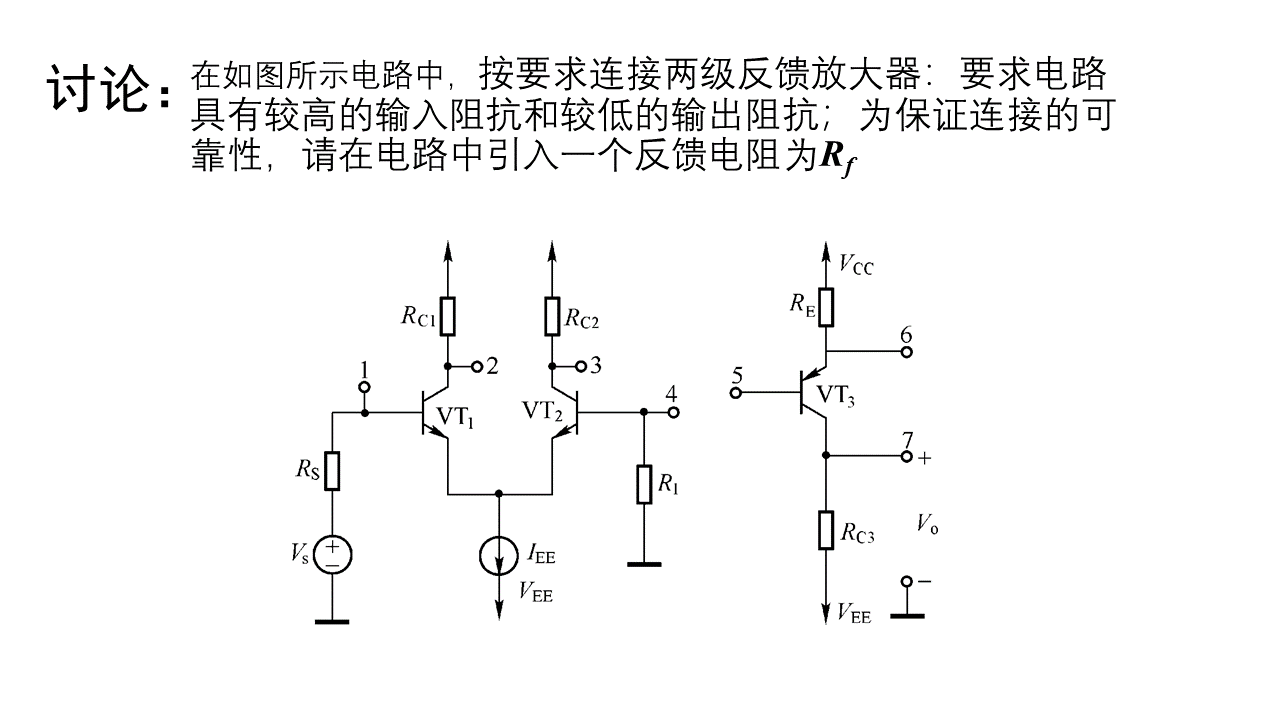 讨论：
在如图所示电路中，按要求连接两级反馈放大器：要求电路
具有较高的输入阻抗和较低的输出阻抗；为保证连接的可
靠性，请在电路中引入一个反馈电阻为Rf
VCC
RC1
RC2
RE
6
1
2
3
5
4
VT1
VT2
VT3
7
+
RS
R1
RC3
Vo
Vs
+
−
IEE
VEE
VEE
−